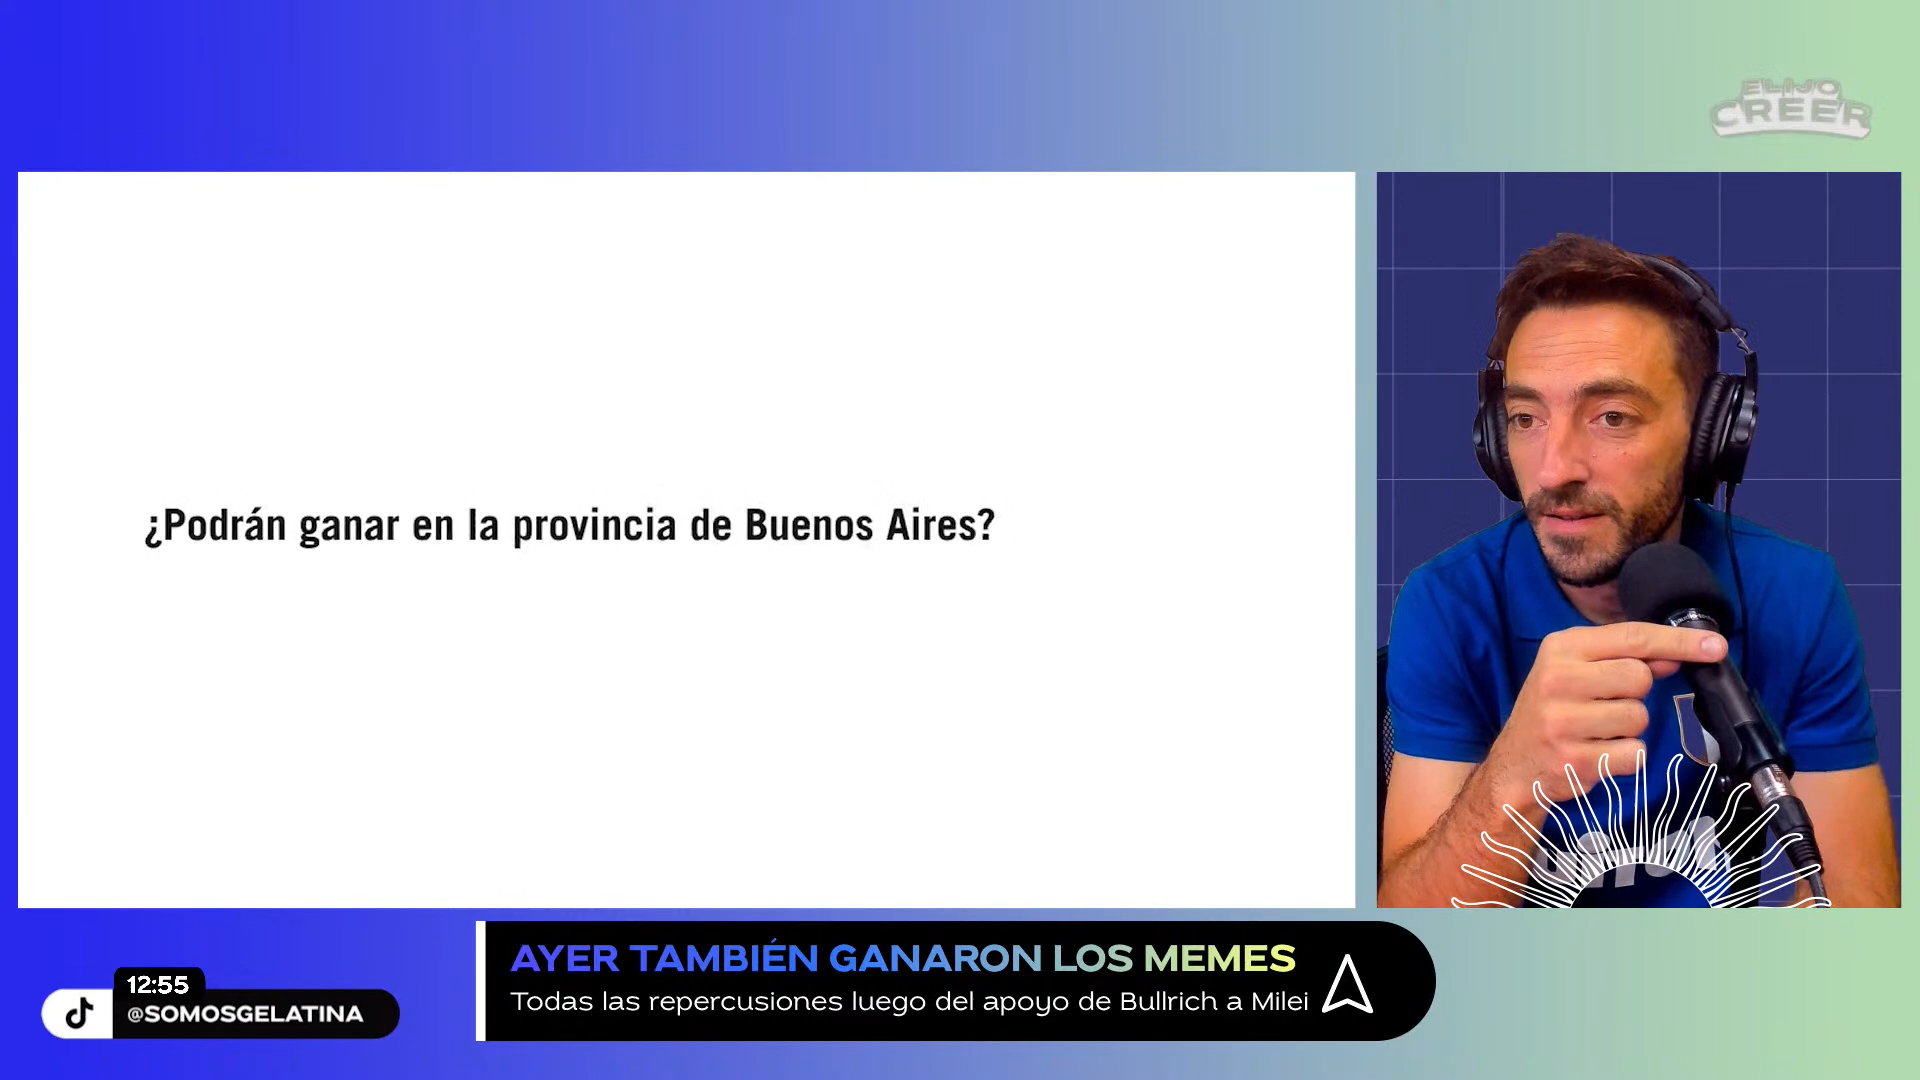 ELIJO
CREER
¿Podrán ganar en la provincia de Buenos Aires?
AYER TAMBIÉN GANARON LOS MEMES
Todas las repercusiones luego del apoyo de Bullrich a Milei
12:55
@SOMOSGELATINA